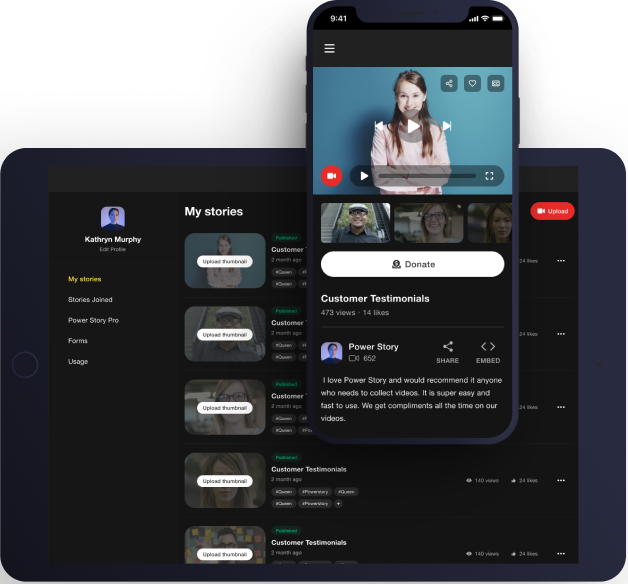 9:41
CC
Donate
Customer Testimonials
473 views · 14 likes
Power Story
652
SHARE
EMBED
I love Power Story and would recommend it anyone
who needs to collect videos. It is super easy and
fast to use. We get compliments all the time on our
videos.
Kathryn Murphy
Edit Profile
My stories
Stories Joined
Power Story Pro
Forms
Usage
My stories
Upload
Upload thumbnail
Published
Customer
2 month ago
#Queen
#Queen
24 likes
Upload thumbnail
Published
Customer
2 month ago
#Queen
#Queen
24 likes
Upload thumbnail
Published
Customer
2 month ago
#Queen
#Queen
24 likes
Upload thumbnail
Published
Customer Testimonials
2 month ago
#Queen #Powerstory #Queen
#Queen #Powerstory +
140 views 24 likes
Upload thumbnail
Published
Customer Testimonials
2 month ago
140 views 24 likes